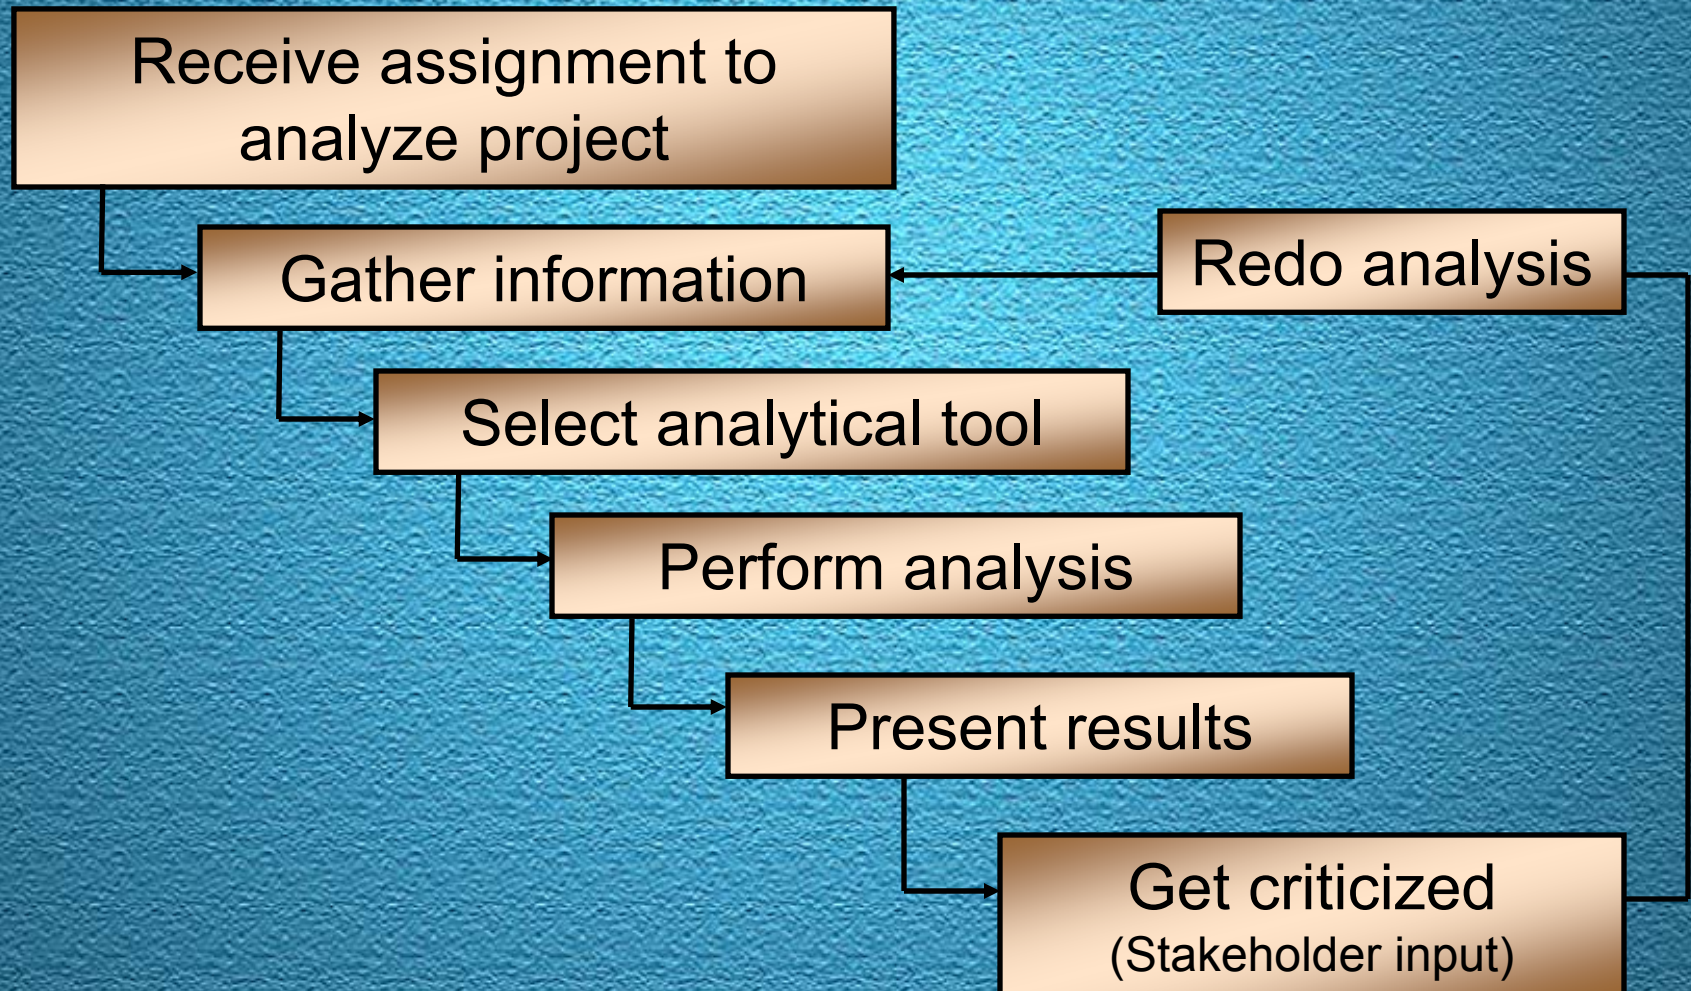 Receive assignment to
analyze project
Gather information
Redo analysis
Select analytical tool
Perform analysis
Present results
Get criticized
(Stakeholder input)